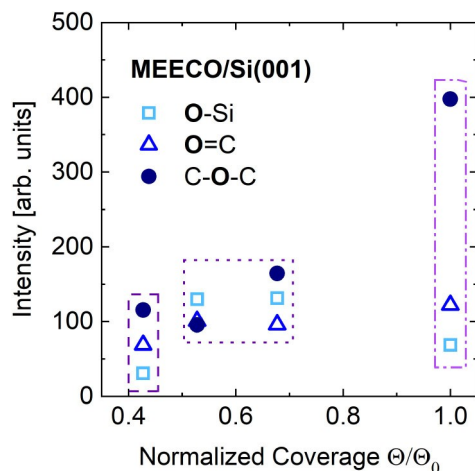 MEECO/Si(001)
O-Si
O=C
C-O-C
Intensity [arb. units]
500
400
300
200
100
0
0.4
0.6
0.8
1.0
Normalized Coverage Θ/Θ₀